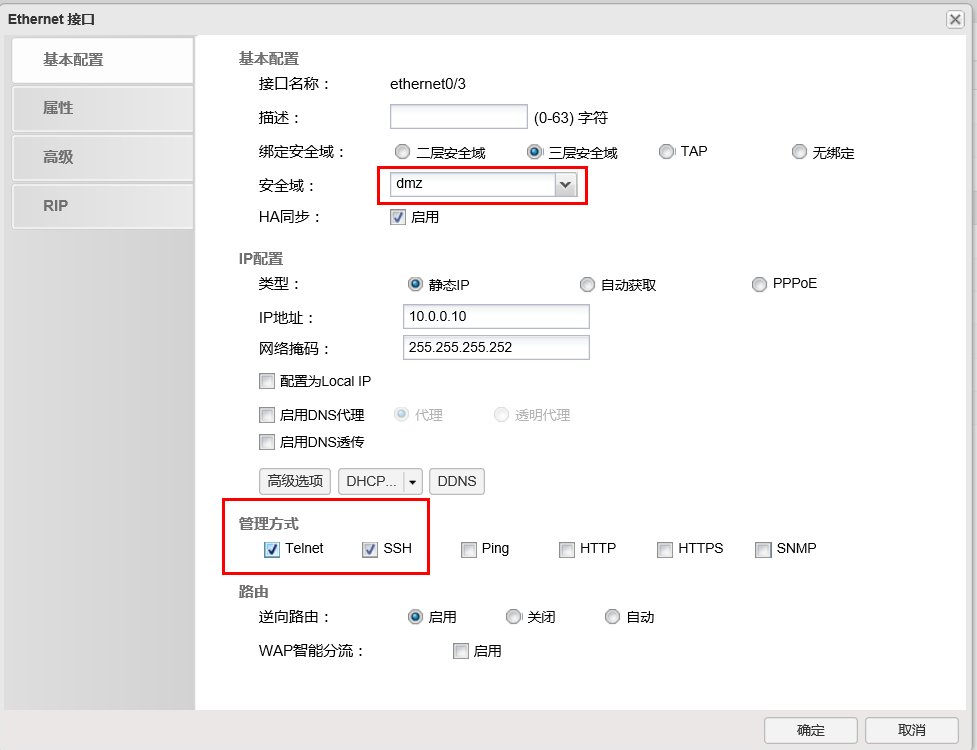 Ethernet 接口
基本配置
属性
高级
RIP
基本配置
接口名称： ethernet0/3
描述： (0-63) 字符
绑定安全域： 二层安全域 三层安全域 TAP 无绑定
安全域： dmz
HA同步： 启用
IP配置
类型： 静态IP 自动获取 PPPoE
IP地址： 10.0.0.10
网络掩码： 255.255.255.252
配置为Local IP
启用DNS代理 代理 透明代理
启用DNS透传
高级选项 DHCP... DDNS
管理方式
Telnet SSH Ping HTTP HTTPS SNMP
路由
逆向路由： 启用 关闭 自动
WAP智能分流： 启用
确定 取消